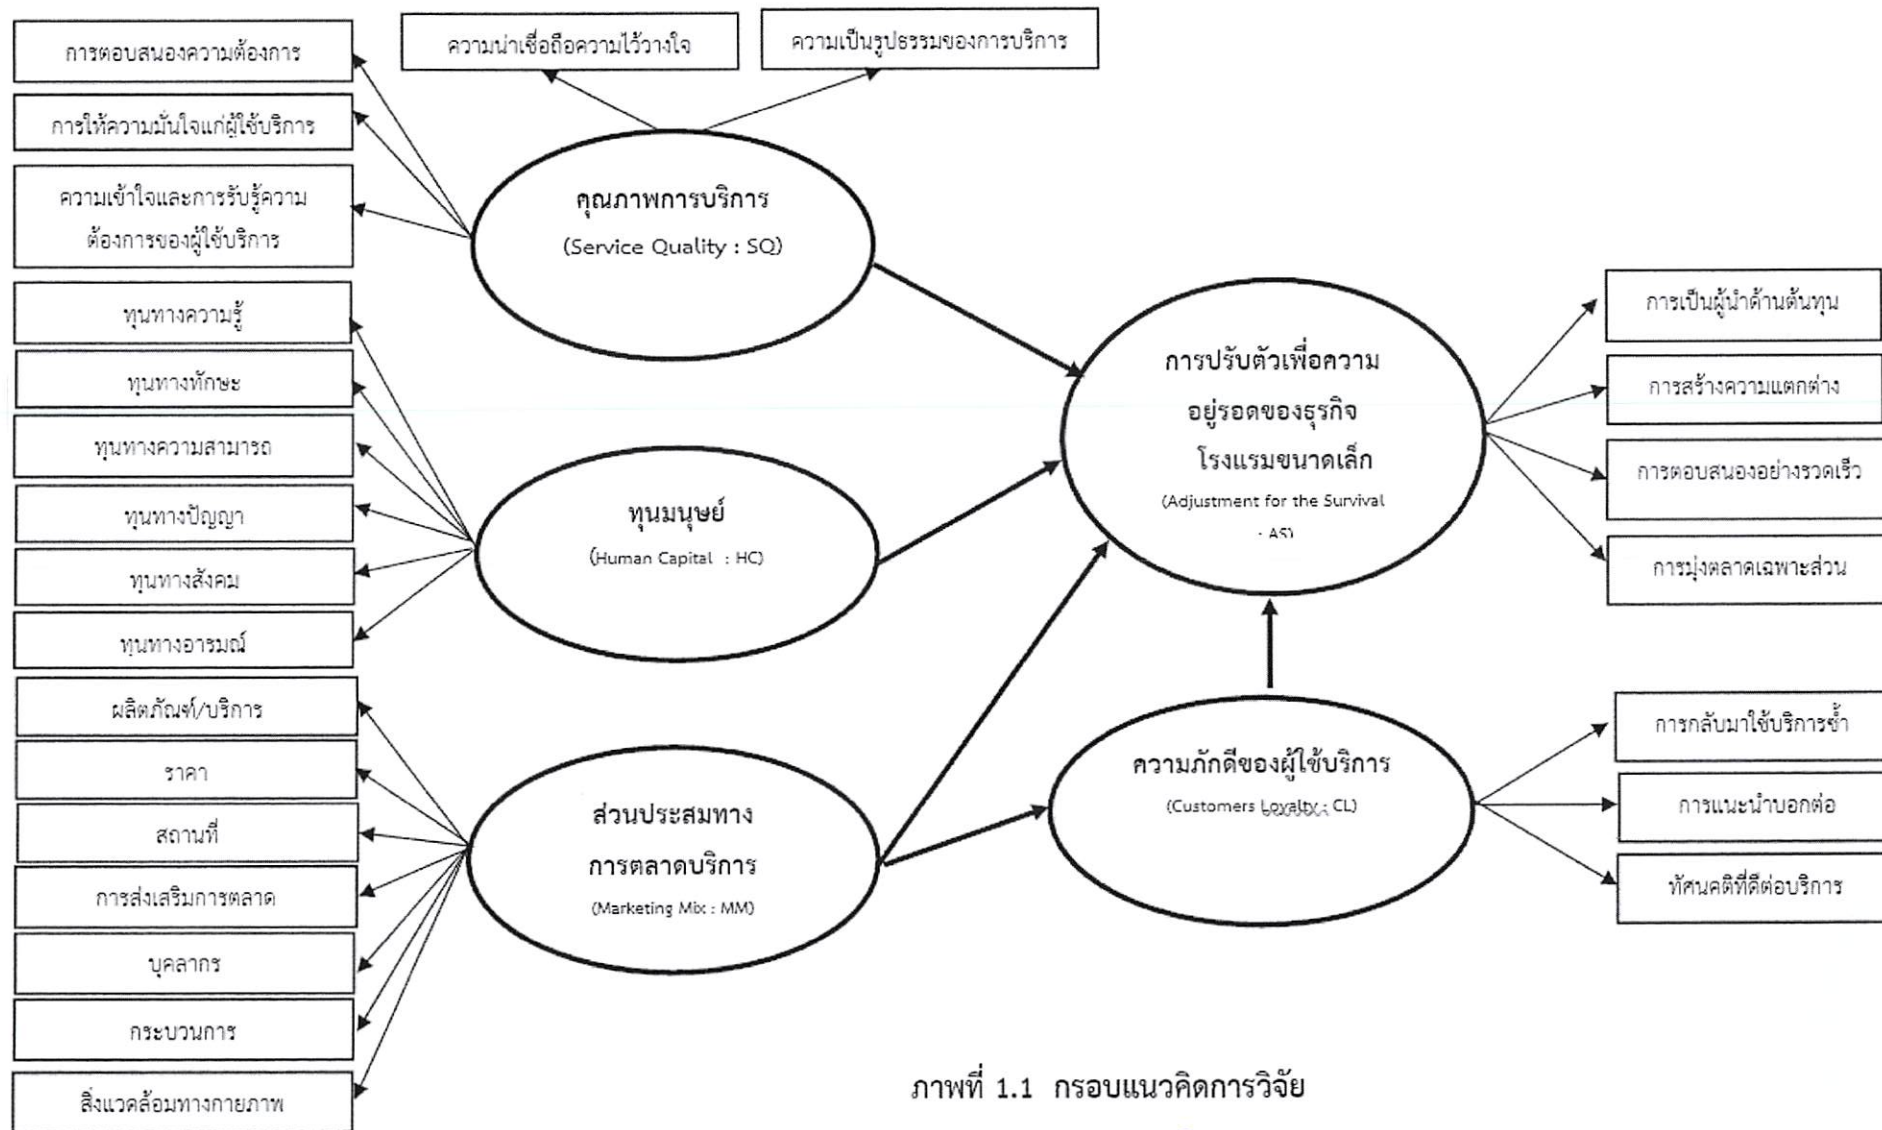 การตอบสนองความต้องการ
ความน่าเชื่อถือความไว้วางใจ
ความเป็นรูปธรรมของการบริการ
การให้ความมั่นใจแก่ผู้ใช้บริการ
ความเข้าใจและการรับรู้ความ
ต้องการของผู้ใช้บริการ
คุณภาพการบริการ
(Service Quality : SQ)
ทุนทางความรู้
ทุนทางทักษะ
ทุนทางความสามารถ
ทุนทางปัญญา
ทุนทางสังคม
ทุนทางอารมณ์
ทุนมนุษย์
(Human Capital : HC)
ผลิตภัณฑ์/บริการ
ราคา
สถานที่
การส่งเสริมการตลาด
บุคลากร
กระบวนการ
สิ่งแวดล้อมทางกายภาพ
ส่วนประสมทาง
การตลาดบริการ
(Marketing Mix : MM)
การปรับตัวเพื่อความ
อยู่รอดของธุรกิจ
โรงแรมขนาดเล็ก
(Adjustment for the Survival
: AS)
การเป็นผู้นำด้านต้นทุน
การสร้างความแตกต่าง
การตอบสนองอย่างรวดเร็ว
การมุ่งตลาดเฉพาะส่วน
ความภักดีของผู้ใช้บริการ
(Customers Loyalty : CL)
การกลับมาใช้บริการซ้ำ
การแนะนำบอกต่อ
ทัศนคติที่ดีต่อบริการ
ภาพที่ 1.1 กรอบแนวคิดการวิจัย